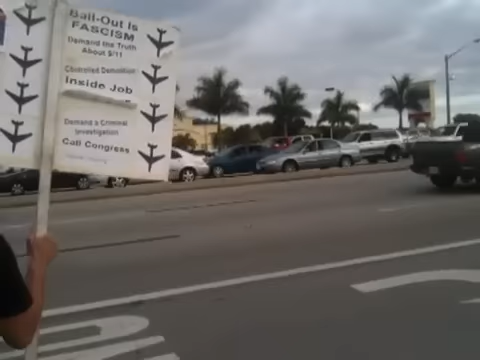 Bail-Out is
FASCISM
Demand the Truth
About 9/11
Controlled Demolition
Inside Job
Demand a Criminal
Investigation
Call Congress